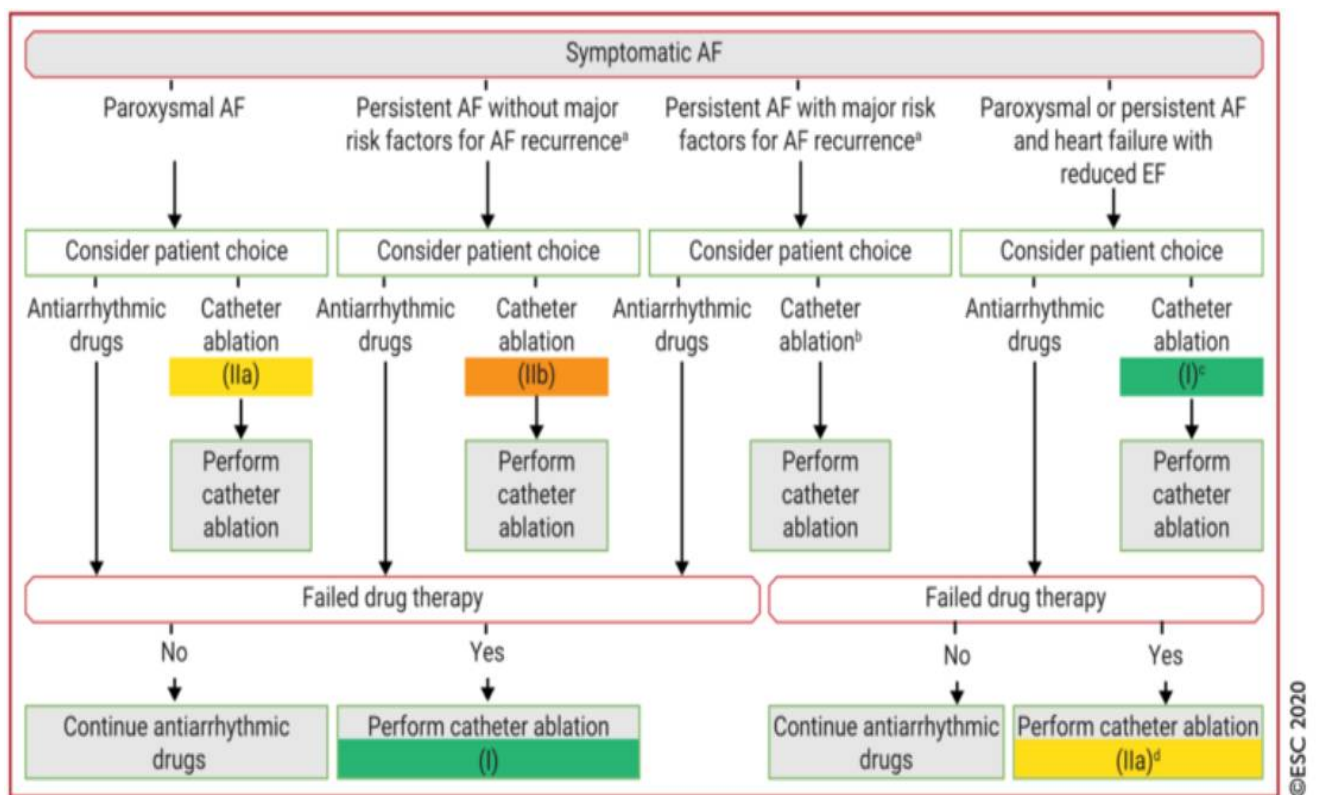 Symptomatic AF
Paroxysmal AF
Persistent AF without major
risk factors for AF recurrenceᵃ
Persistent AF with major risk
factors for AF recurrenceᵃ
Paroxysmal or persistent AF
and heart failure with
reduced EF
Consider patient choice
Consider patient choice
Consider patient choice
Consider patient choice
Antiarrhythmic
drugs
Catheter
ablation
(IIa)
Antiarrhythmic
drugs
Catheter
ablation
(IIb)
Antiarrhythmic
drugs
Catheter
ablationᵇ
Antiarrhythmic
drugs
Catheter
ablation
(I)ᶜ
Perform
catheter
ablation
Perform
catheter
ablation
Perform
catheter
ablation
Perform
catheter
ablation
Failed drug therapy
Failed drug therapy
No
Yes
No
Yes
Continue antiarrhythmic
drugs
Perform catheter ablation
(I)
Continue antiarrhythmic
drugs
Perform catheter ablation
(IIa)ᵈ
©ESC 2020